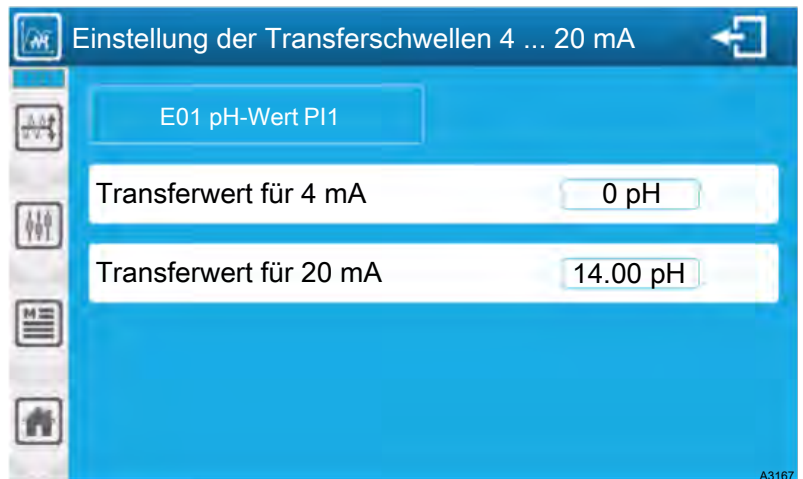 Einstellung der Transferschwellen 4 ... 20 mA
E01 pH-Wert PI1
Transferwert für 4 mA 0 pH
Transferwert für 20 mA 14.00 pH
M
A3167